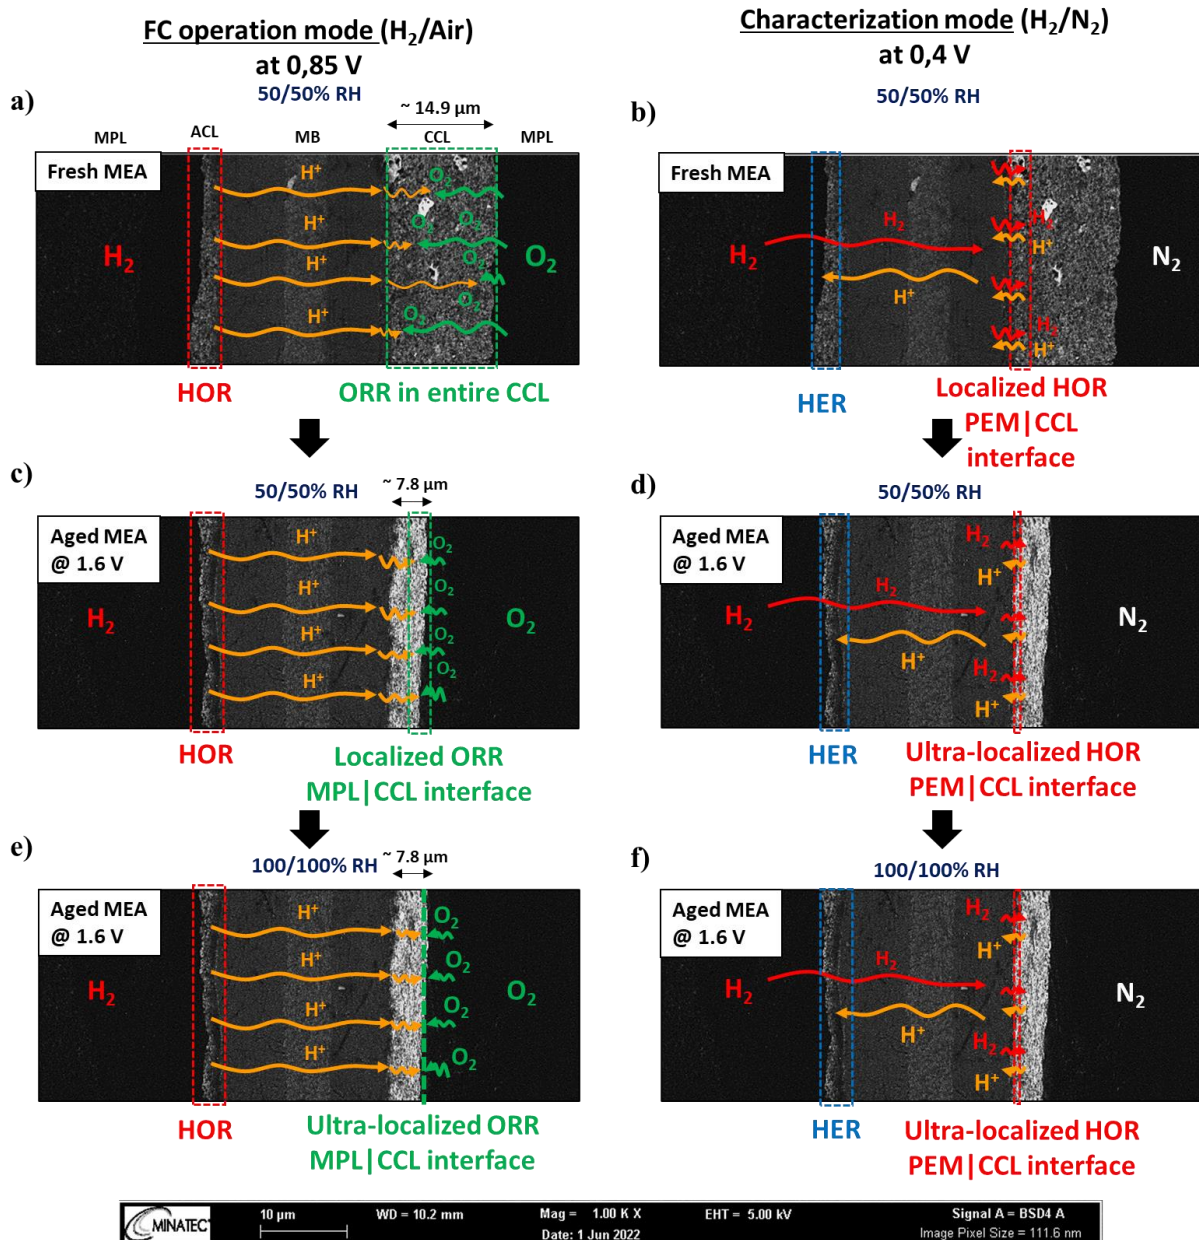 FC operation mode (H₂/Air)
at 0,85 V
50/50% RH
a)
~ 14.9 µm
MPL
ACL
MB
CCL
MPL
Fresh MEA
H⁺
O₂
O₂
O₂
H⁺
O₂
H₂
H⁺
O₂
O₂
H⁺
O₂
O₂
HOR
ORR in entire CCL
Characterization mode (H₂/N₂)
at 0,4 V
50/50% RH
b)
Fresh MEA
H₂
H₂
H⁺
H₂
N₂
H⁺
H₂
H⁺
HER
Localized HOR
PEM|CCL
interface
c)
50/50% RH
~ 7.8 µm
Aged MEA
@ 1.6 V
H⁺
O₂
H⁺
O₂
H₂
O₂
H⁺
O₂
H⁺
O₂
HOR
Localized ORR
MPL|CCL interface
d)
50/50% RH
Aged MEA
@ 1.6 V
H₂
H⁺
H₂
H₂
N₂
H⁺
H₂
H⁺
HER
Ultra-localized HOR
PEM|CCL interface
e)
100/100% RH
~ 7.8 µm
Aged MEA
@ 1.6 V
H⁺
O₂
H⁺
O₂
H₂
O₂
H⁺
O₂
H⁺
O₂
HOR
Ultra-localized ORR
MPL|CCL interface
f)
100/100% RH
Aged MEA
@ 1.6 V
H₂
H⁺
H₂
H₂
N₂
H⁺
H₂
H⁺
HER
Ultra-localized HOR
PEM|CCL interface
MINATEC
10 µm
WD = 10.2 mm
Mag = 1.00 K X
EHT = 5.00 kV
Signal A = BSD4 A
Date: 1 Jun 2022
Image Pixel Size = 111.6 nm